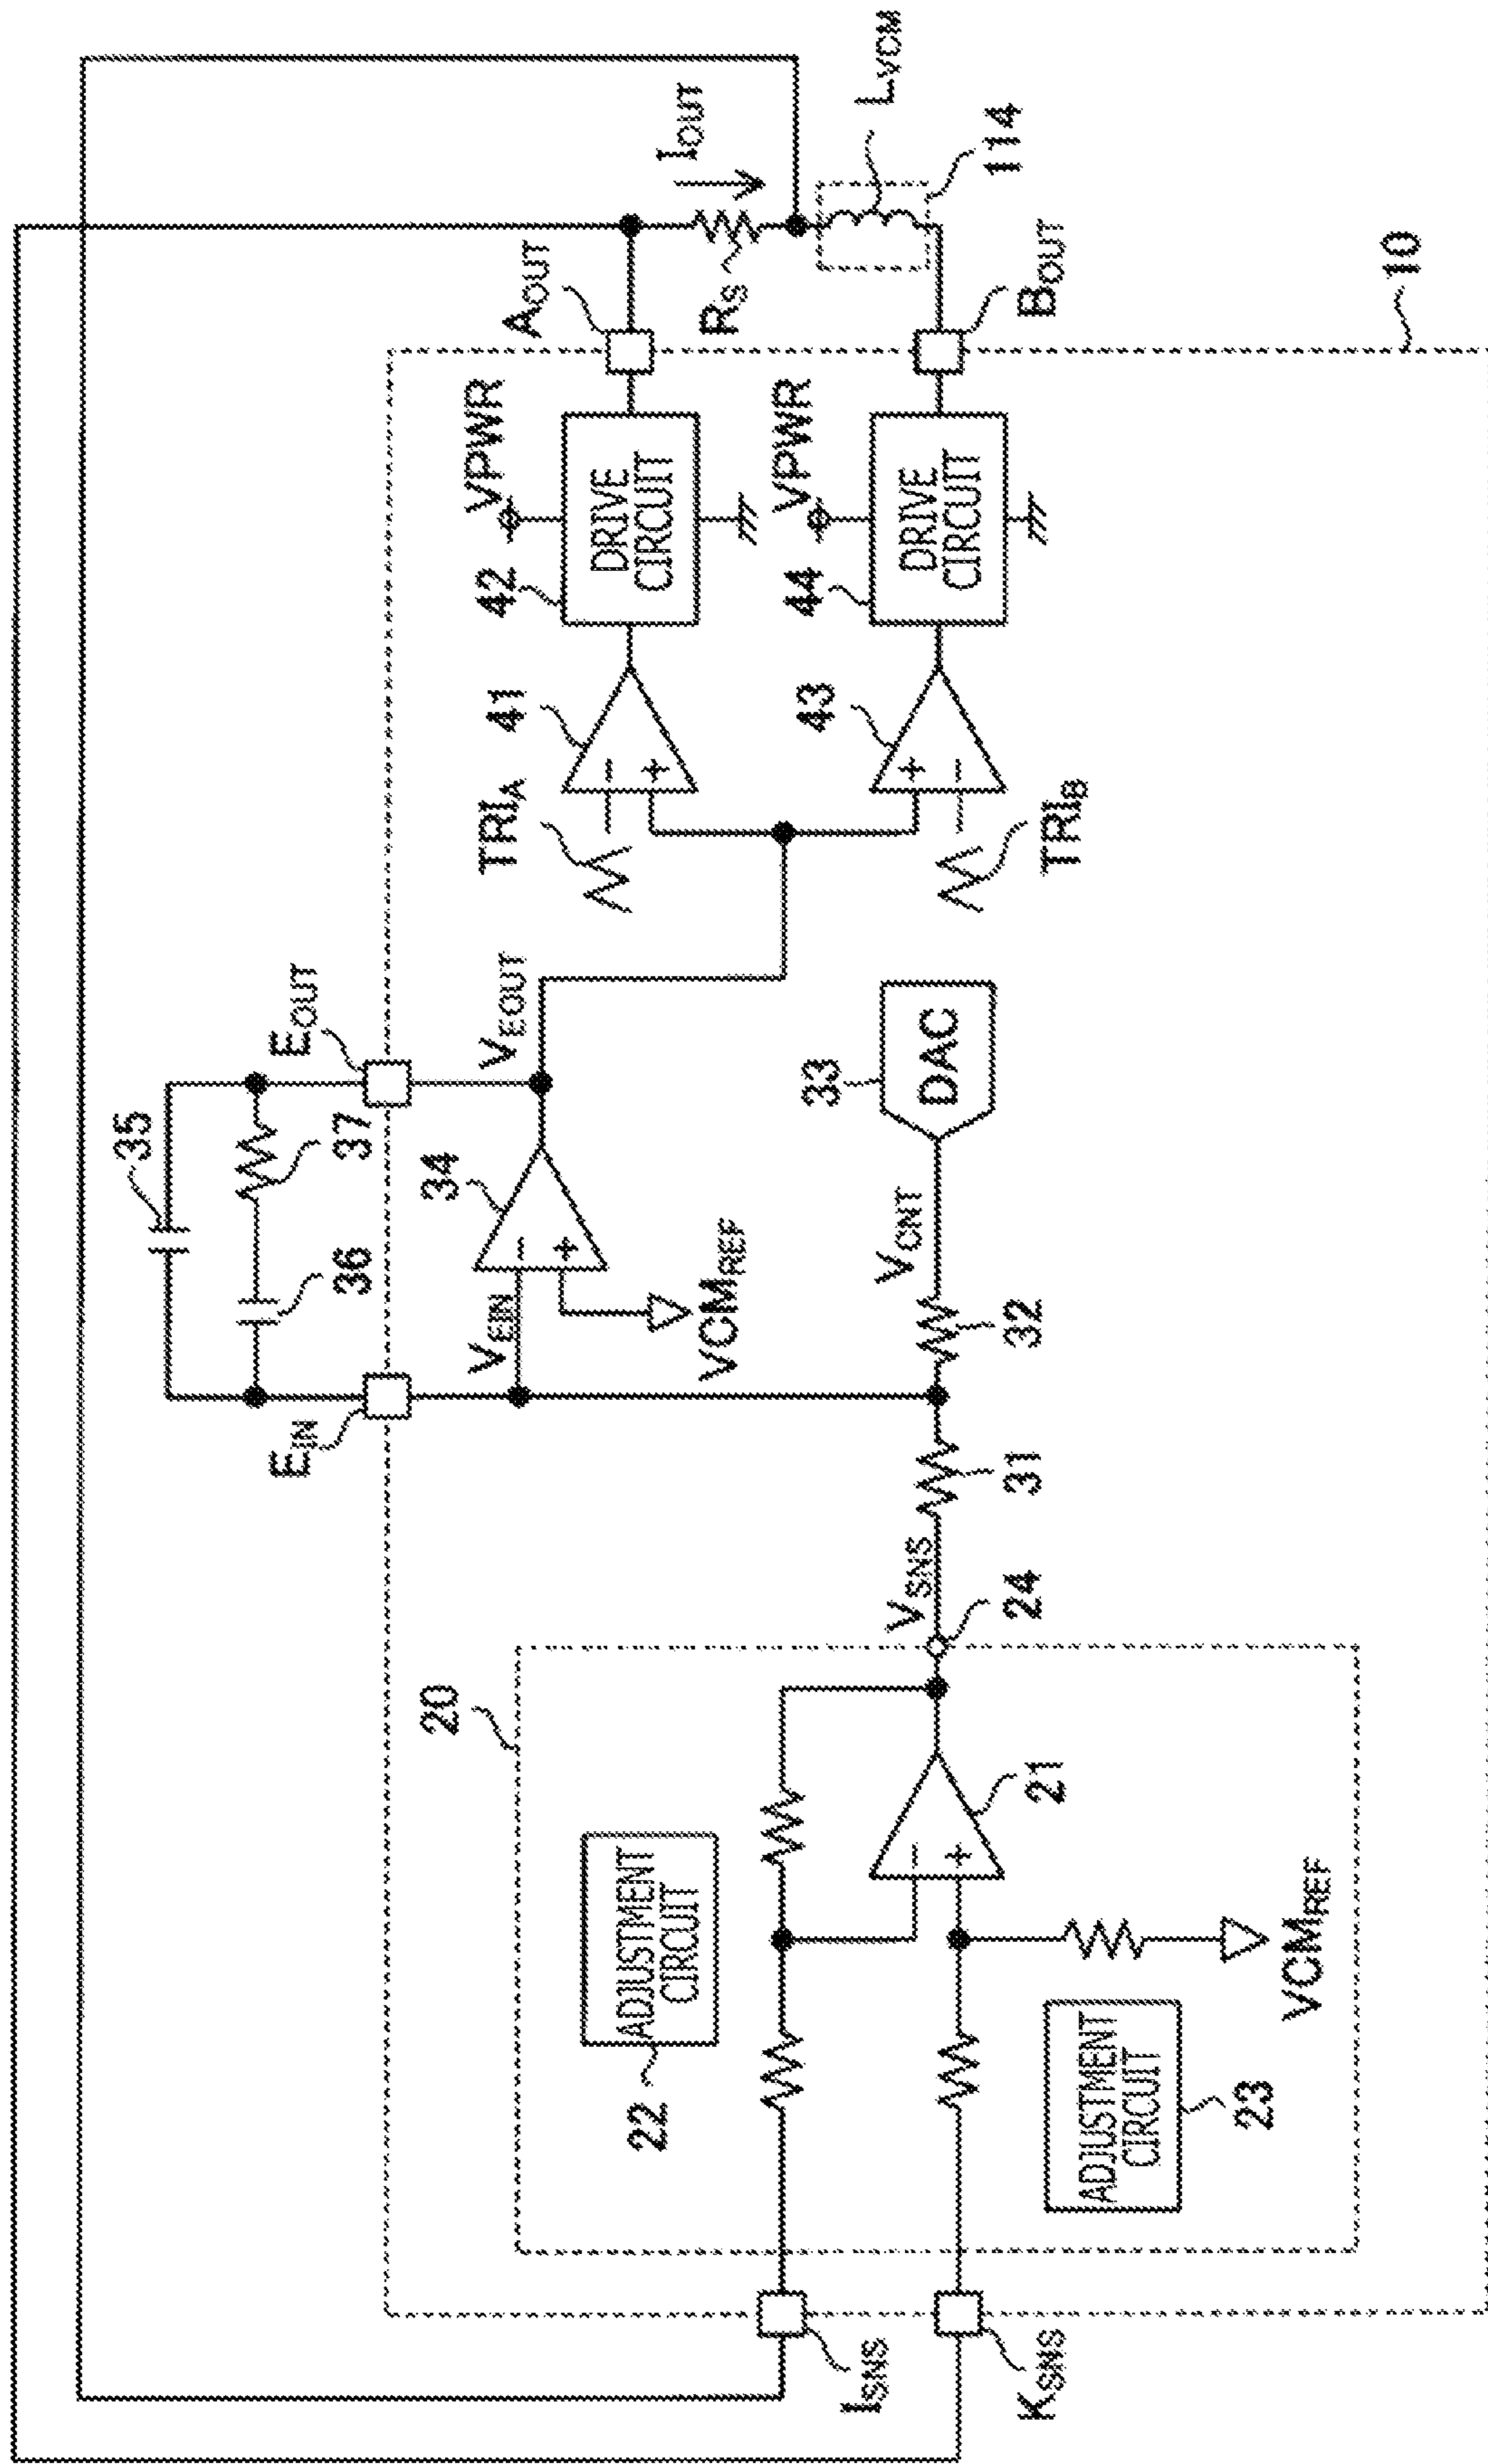 LVCM
IOUT
114
AOUT
RS
BOUT
10
VPWR
VPWR
42
DRIVE
CIRCUIT
44
DRIVE
CIRCUIT
41
−
+
43
+
−
TRIA
TRIB
EOUT
VEOUT
35
37
33
DAC
34
−
+
36
VCNT
VEIN
VCMREF
32
EIN
31
VSNS
24
20
21
−
+
ADJUSTMENT
CIRCUIT
22
VCMREF
ADJUSTMENT
CIRCUIT
23
ISNS
KSNS